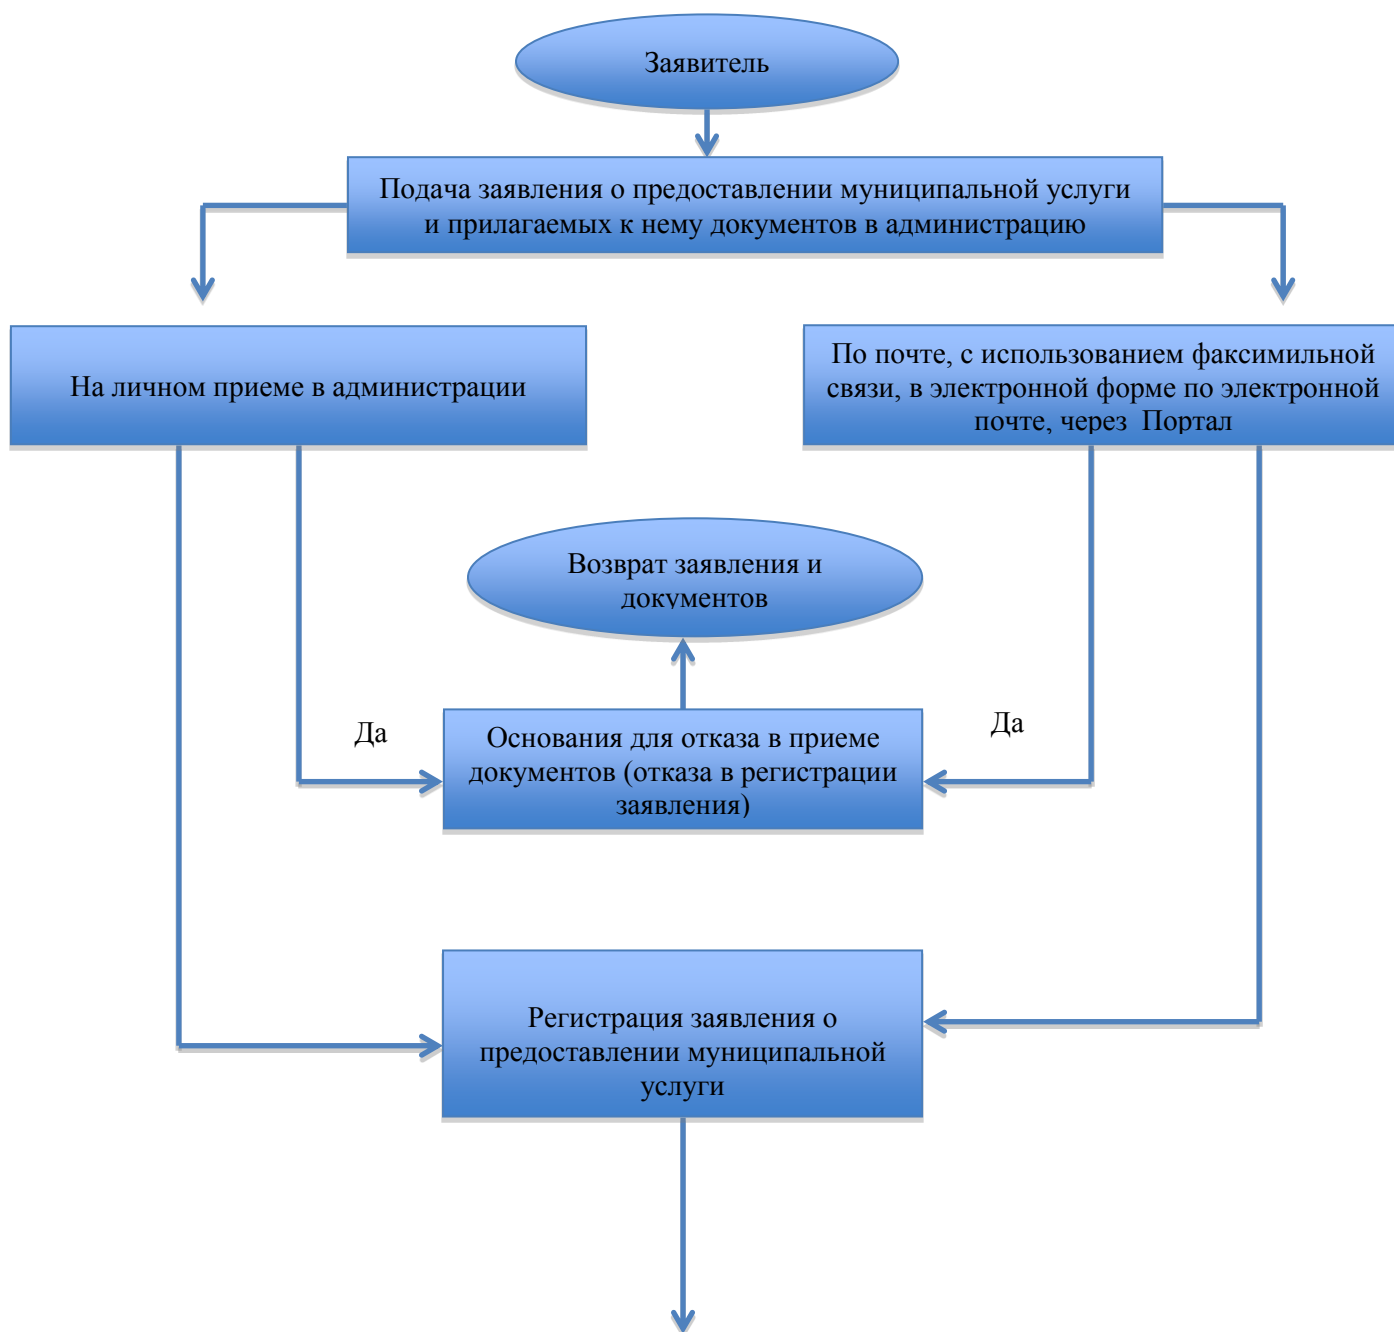 Заявитель
Подача заявления о предоставлении муниципальной услуги
и прилагаемых к нему документов в администрацию
На личном приеме в администрации
По почте, с использованием факсимильной
связи, в электронной форме по электронной
почте, через Портал
Возврат заявления и
документов
Да
Основания для отказа в приеме
документов (отказа в регистрации
заявления)
Да
Регистрация заявления о
предоставлении муниципальной
услуги